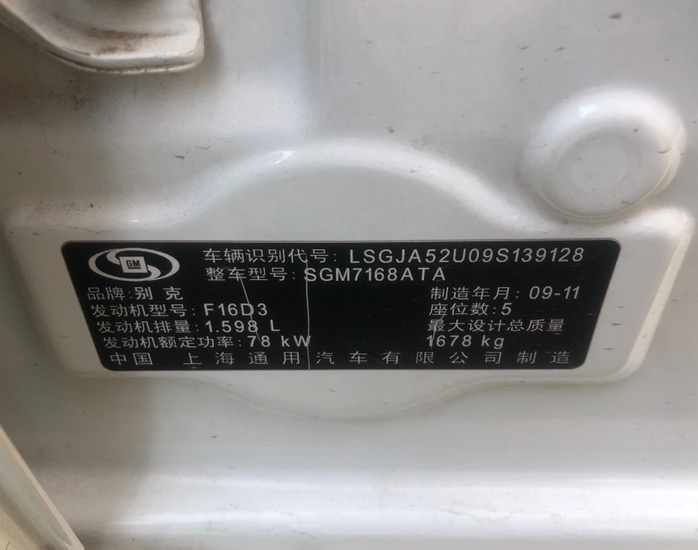 GM
车辆识别代号: LSGJA52U09S139128
整车型号: SGM7168ATA
品牌: 别克 制造年月: 09-11
发动机型号: F16D3 座位数: 5
发动机排量: 1.598 L 最大设计总质量
发动机额定功率: 78 kW 1678 kg
中国 上海通用汽车有限公司制造